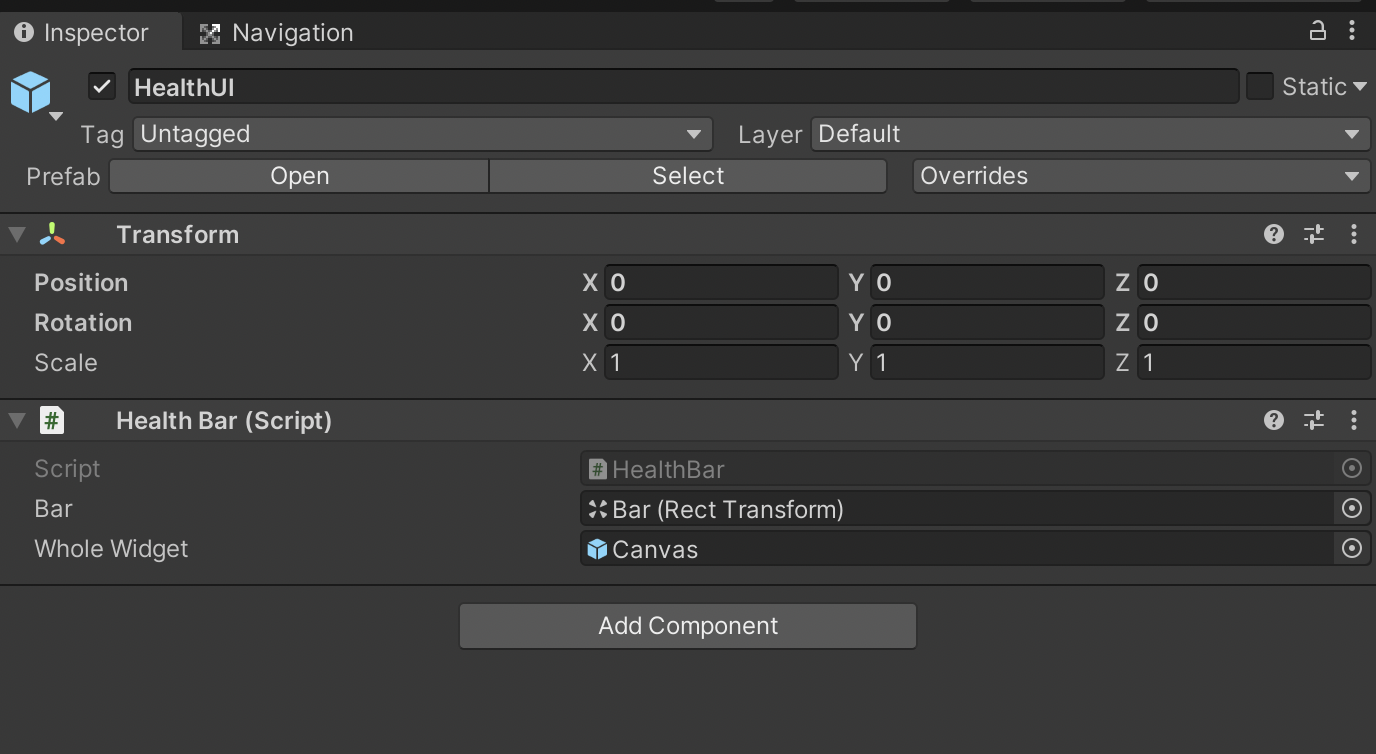 Inspector Navigation
HealthUI Static
Tag Untagged Layer Default
Prefab Open Select Overrides
Transform
Position X 0 Y 0 Z 0
Rotation X 0 Y 0 Z 0
Scale X 1 Y 1 Z 1
# Health Bar (Script)
Script # HealthBar
Bar Bar (Rect Transform)
Whole Widget Canvas
Add Component